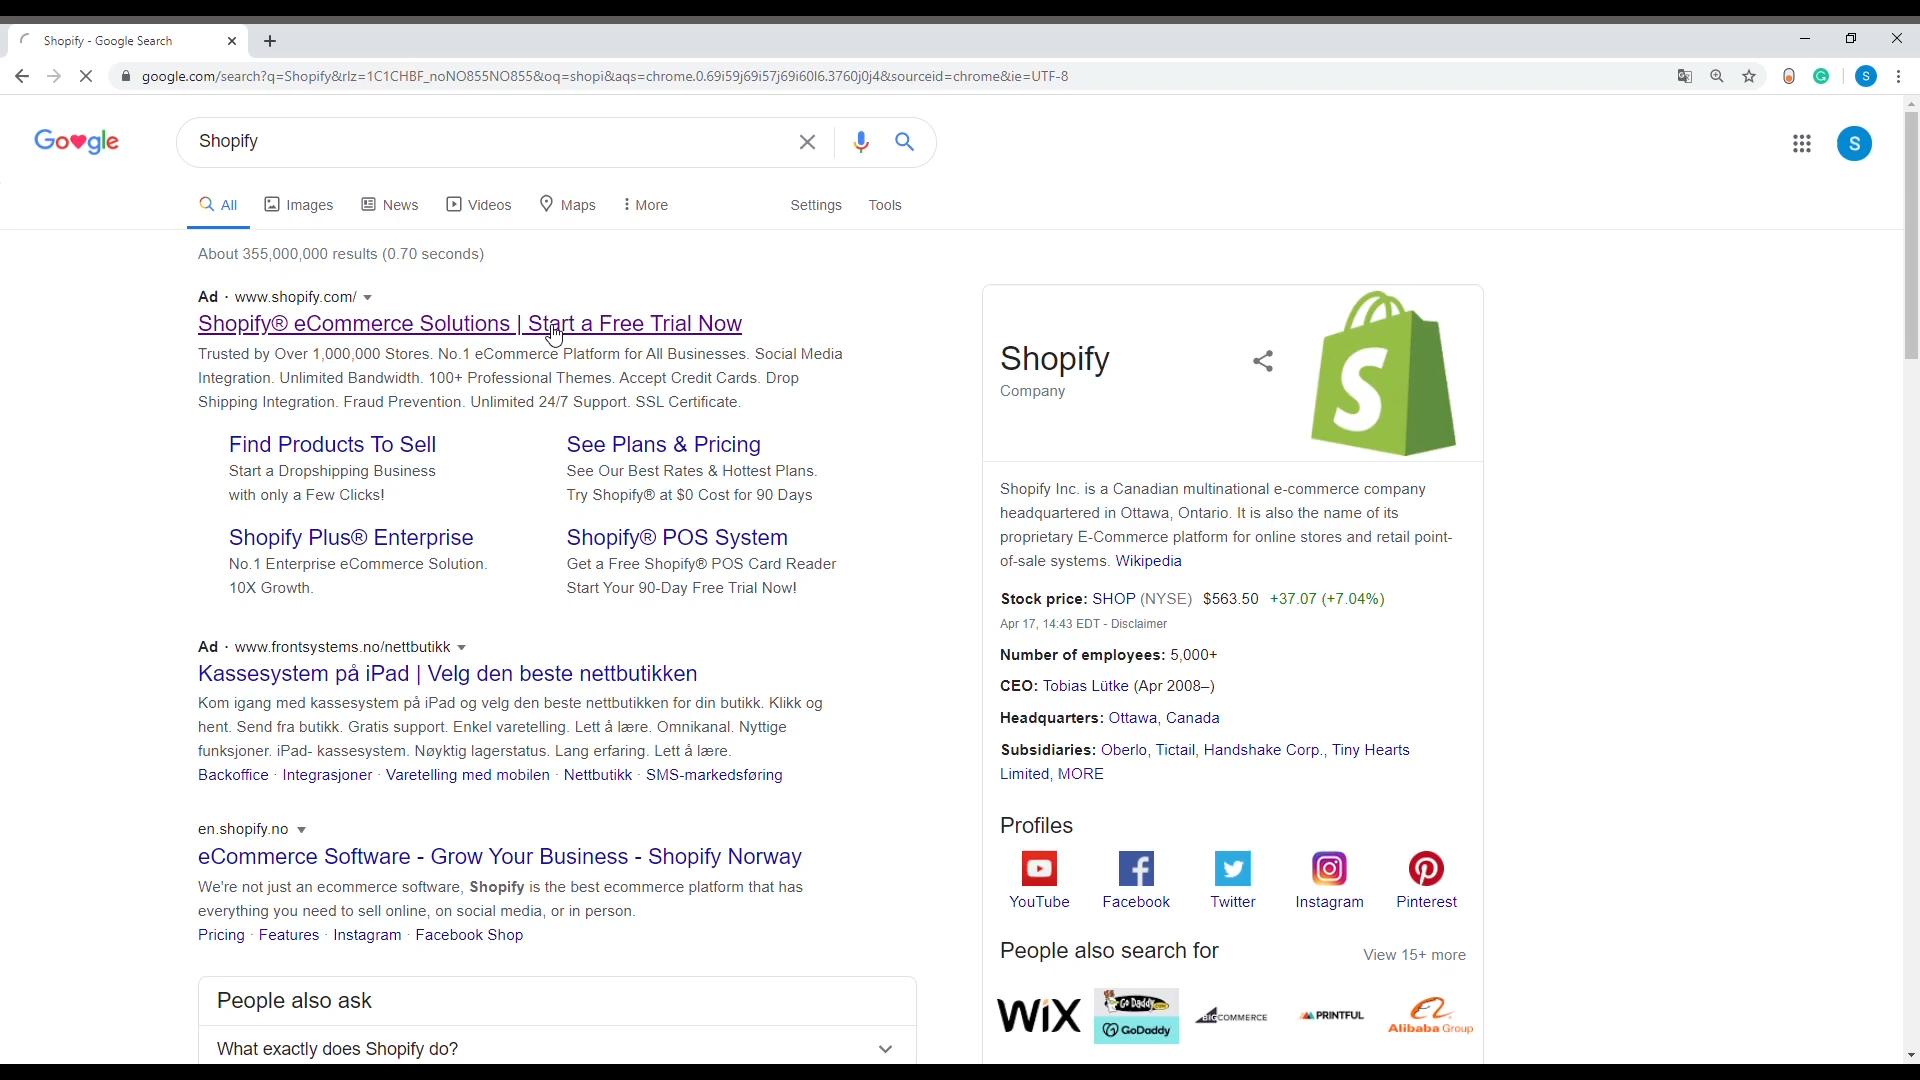 Shopify - Google Search
google.com/search?q=Shopify&rlz=1C1CHBF_noNO855NO855&oq=shopi&aqs=chrome.0.69i59j69i57j69i60l6.3760j0j4&sourceid=chrome&ie=UTF-8
S
Google
Shopify
S
All Images News Videos Maps More Settings Tools
About 355,000,000 results (0.70 seconds)
Ad · www.shopify.com/
Shopify® eCommerce Solutions | Start a Free Trial Now
Trusted by Over 1,000,000 Stores. No.1 eCommerce Platform for All Businesses. Social Media
Integration. Unlimited Bandwidth. 100+ Professional Themes. Accept Credit Cards. Drop
Shipping Integration. Fraud Prevention. Unlimited 24/7 Support. SSL Certificate.
Find Products To Sell
Start a Dropshipping Business
with only a Few Clicks!
See Plans & Pricing
See Our Best Rates & Hottest Plans.
Try Shopify® at $0 Cost for 90 Days
Shopify Plus® Enterprise
No.1 Enterprise eCommerce Solution.
10X Growth.
Shopify® POS System
Get a Free Shopify® POS Card Reader
Start Your 90-Day Free Trial Now!
Ad · www.frontsystems.no/nettbutikk
Kassesystem på iPad | Velg den beste nettbutikken
Kom igang med kassesystem på iPad og velg den beste nettbutikken for din butikk. Klikk og
hent. Send fra butikk. Gratis support. Enkel varetelling. Lett å lære. Omnikanal. Nyttige
funksjoner. iPad- kassesystem. Nøyktig lagerstatus. Lang erfaring. Lett å lære.
Backoffice · Integrasjoner · Varetelling med mobilen · Nettbutikk · SMS-markedsføring
en.shopify.no
eCommerce Software - Grow Your Business - Shopify Norway
We're not just an ecommerce software, Shopify is the best ecommerce platform that has
everything you need to sell online, on social media, or in person.
Pricing · Features · Instagram · Facebook Shop
People also ask
What exactly does Shopify do?
Shopify
Company
S
Shopify Inc. is a Canadian multinational e-commerce company
headquartered in Ottawa, Ontario. It is also the name of its
proprietary E-Commerce platform for online stores and retail point-
of-sale systems. Wikipedia
Stock price: SHOP (NYSE) $563.50 +37.07 (+7.04%)
Apr 17, 14:43 EDT - Disclaimer
Number of employees: 5,000+
CEO: Tobias Lütke (Apr 2008–)
Headquarters: Ottawa, Canada
Subsidiaries: Oberlo, Tictail, Handshake Corp., Tiny Hearts
Limited, MORE
Profiles
YouTube Facebook Twitter Instagram Pinterest
People also search for View 15+ more
WiX Go Daddy GoDaddy BIGCOMMERCE PRINTFUL Alibaba Group